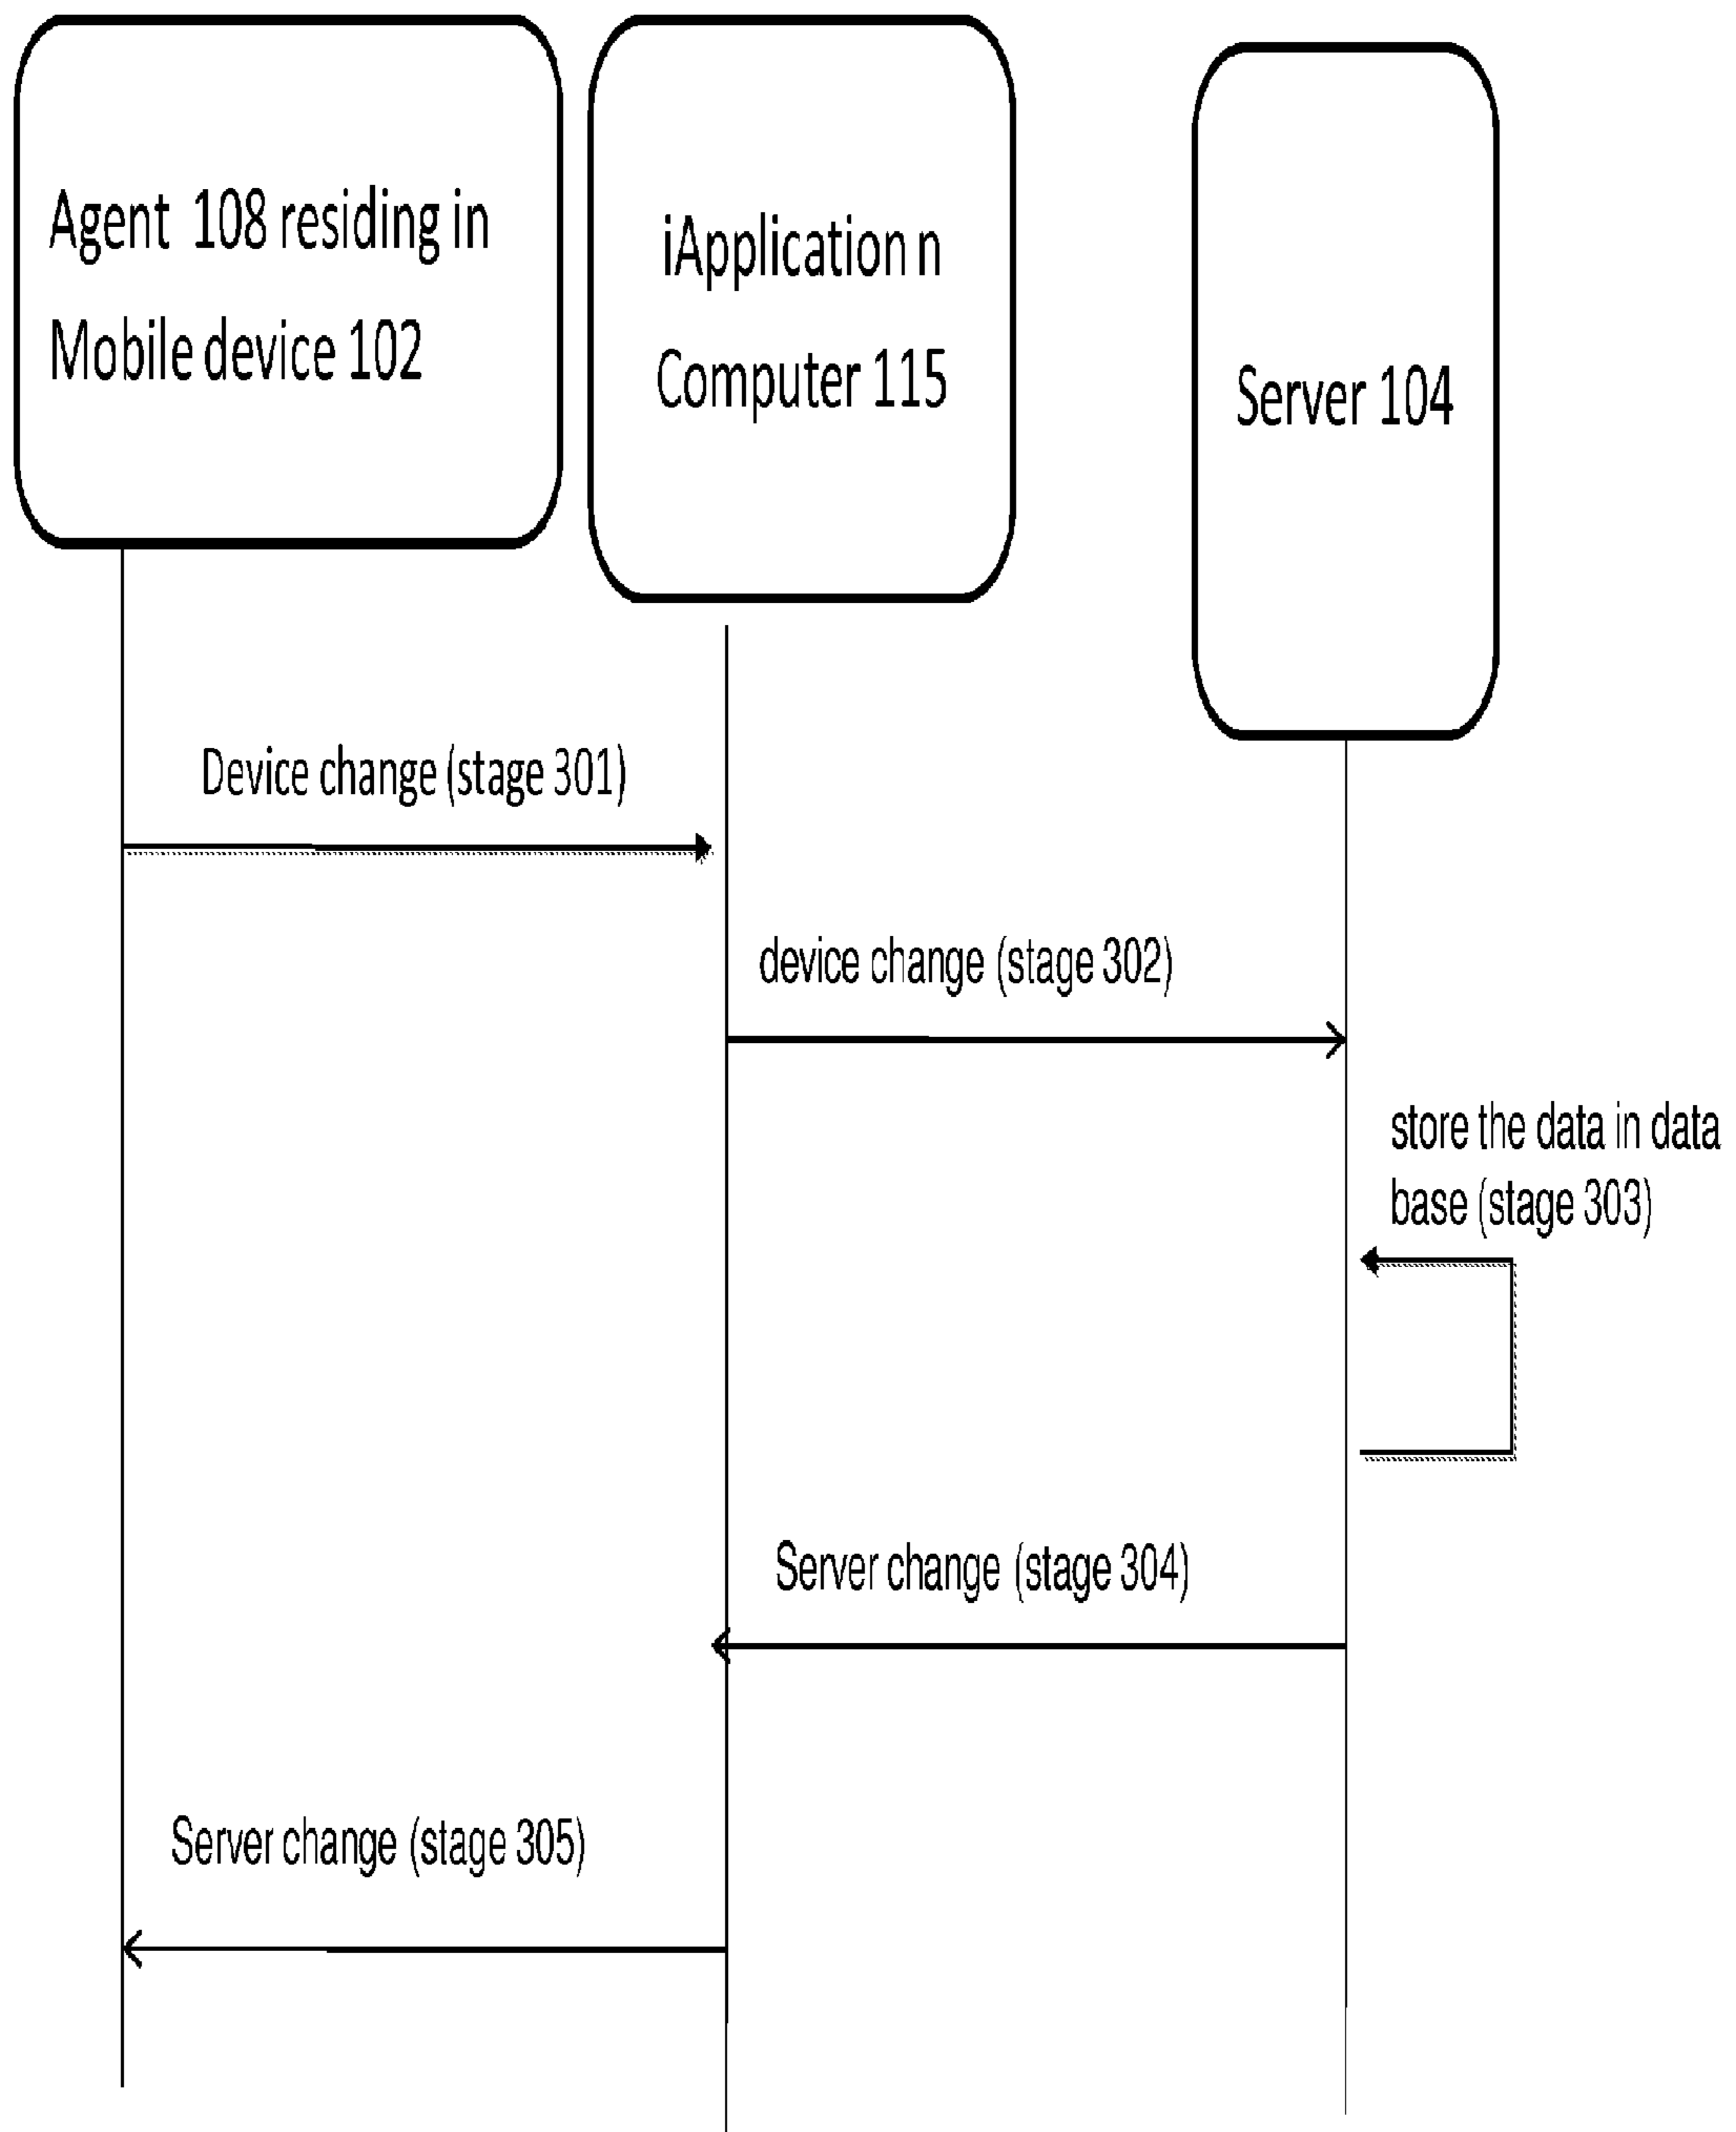 Agent 108 residing in
Mobile device 102
iApplication n
Computer 115
Server 104
Device change (stage 301)
device change (stage 302)
store the data in data
base (stage 303)
Server change (stage 304)
Server change (stage 305)